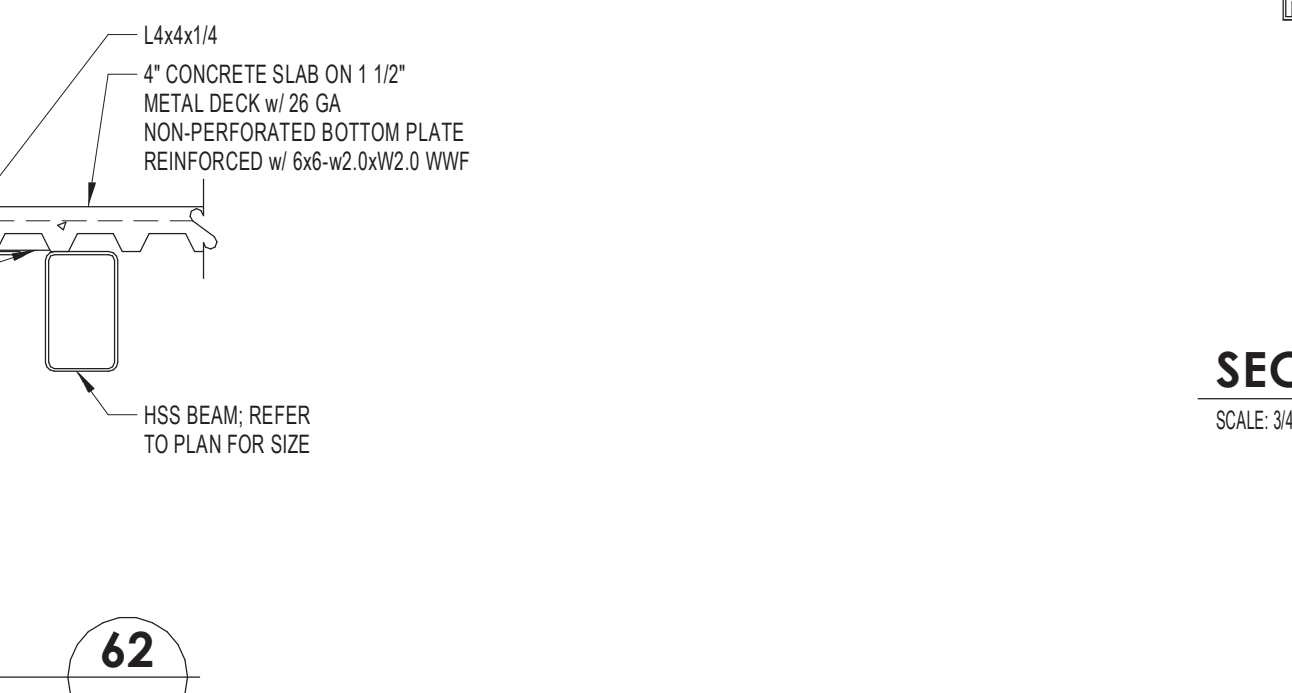 L4x4x1/4
4" CONCRETE SLAB ON 1 1/2"
METAL DECK w/ 26 GA
NON-PERFORATED BOTTOM PLATE
REINFORCED w/ 6x6-w2.0xW2.0 WWF
HSS BEAM; REFER
TO PLAN FOR SIZE
SCALE: 3/4
62